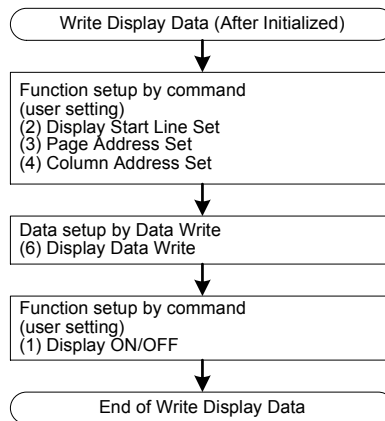 Write Display Data (After Initialized)
Function setup by command
(user setting)
(2) Display Start Line Set
(3) Page Address Set
(4) Column Address Set
Data setup by Data Write
(6) Display Data Write
Function setup by command
(user setting)
(1) Display ON/OFF
End of Write Display Data